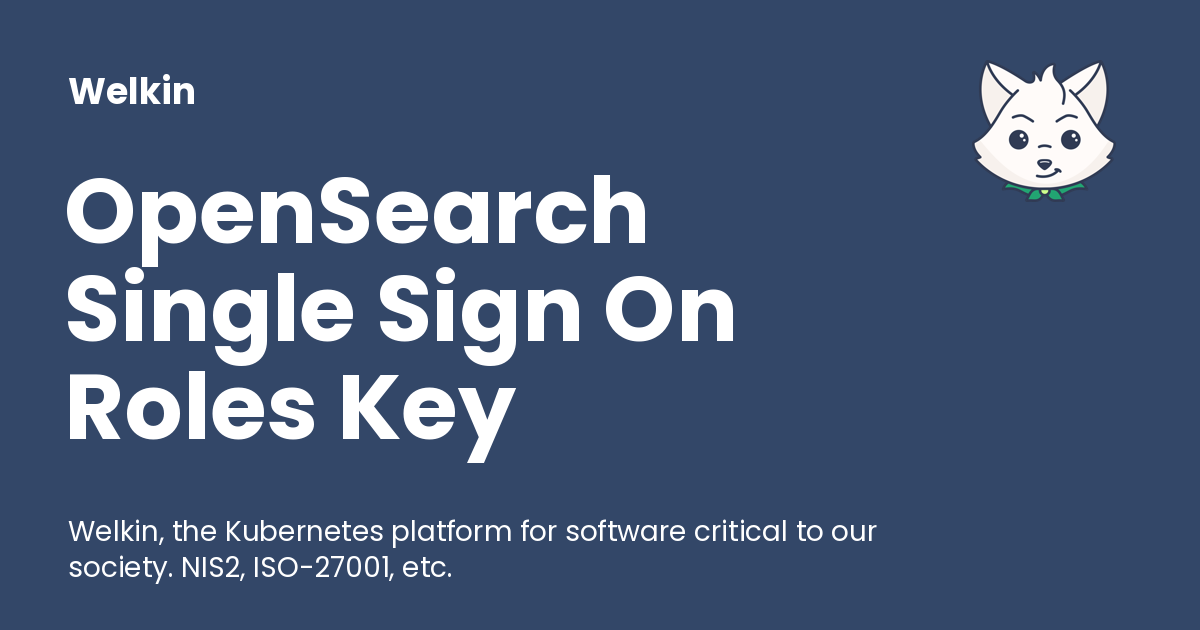 Welkin
OpenSearch
Single Sign On
Roles Key
Welkin, the Kubernetes platform for software critical to our
society. NIS2, ISO-27001, etc.